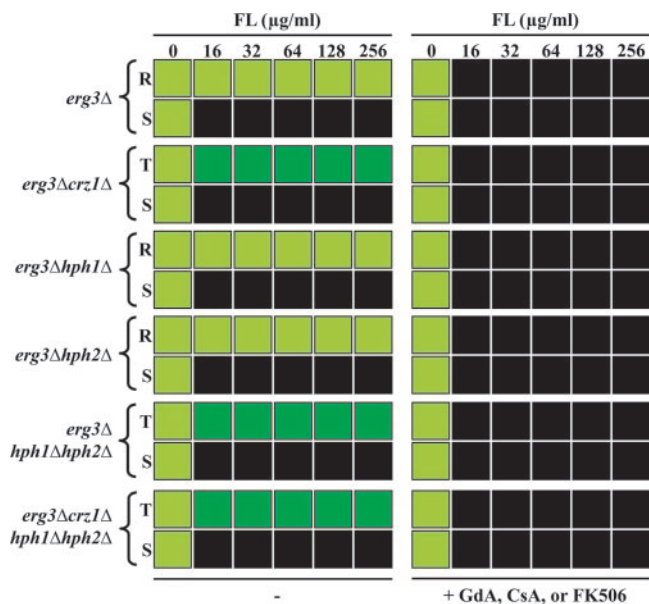 FL (µg/ml) FL (µg/ml)
0 16 32 64 128 256 0 16 32 64 128 256
R
erg3Δ
S
T
erg3Δcrz1Δ
S
R
erg3Δhph1Δ
S
R
erg3Δhph2Δ
S
T
erg3Δ
hph1Δhph2Δ
S
T
erg3Δcrz1Δ
hph1Δhph2Δ
S
- + GdA, CsA, or FK506